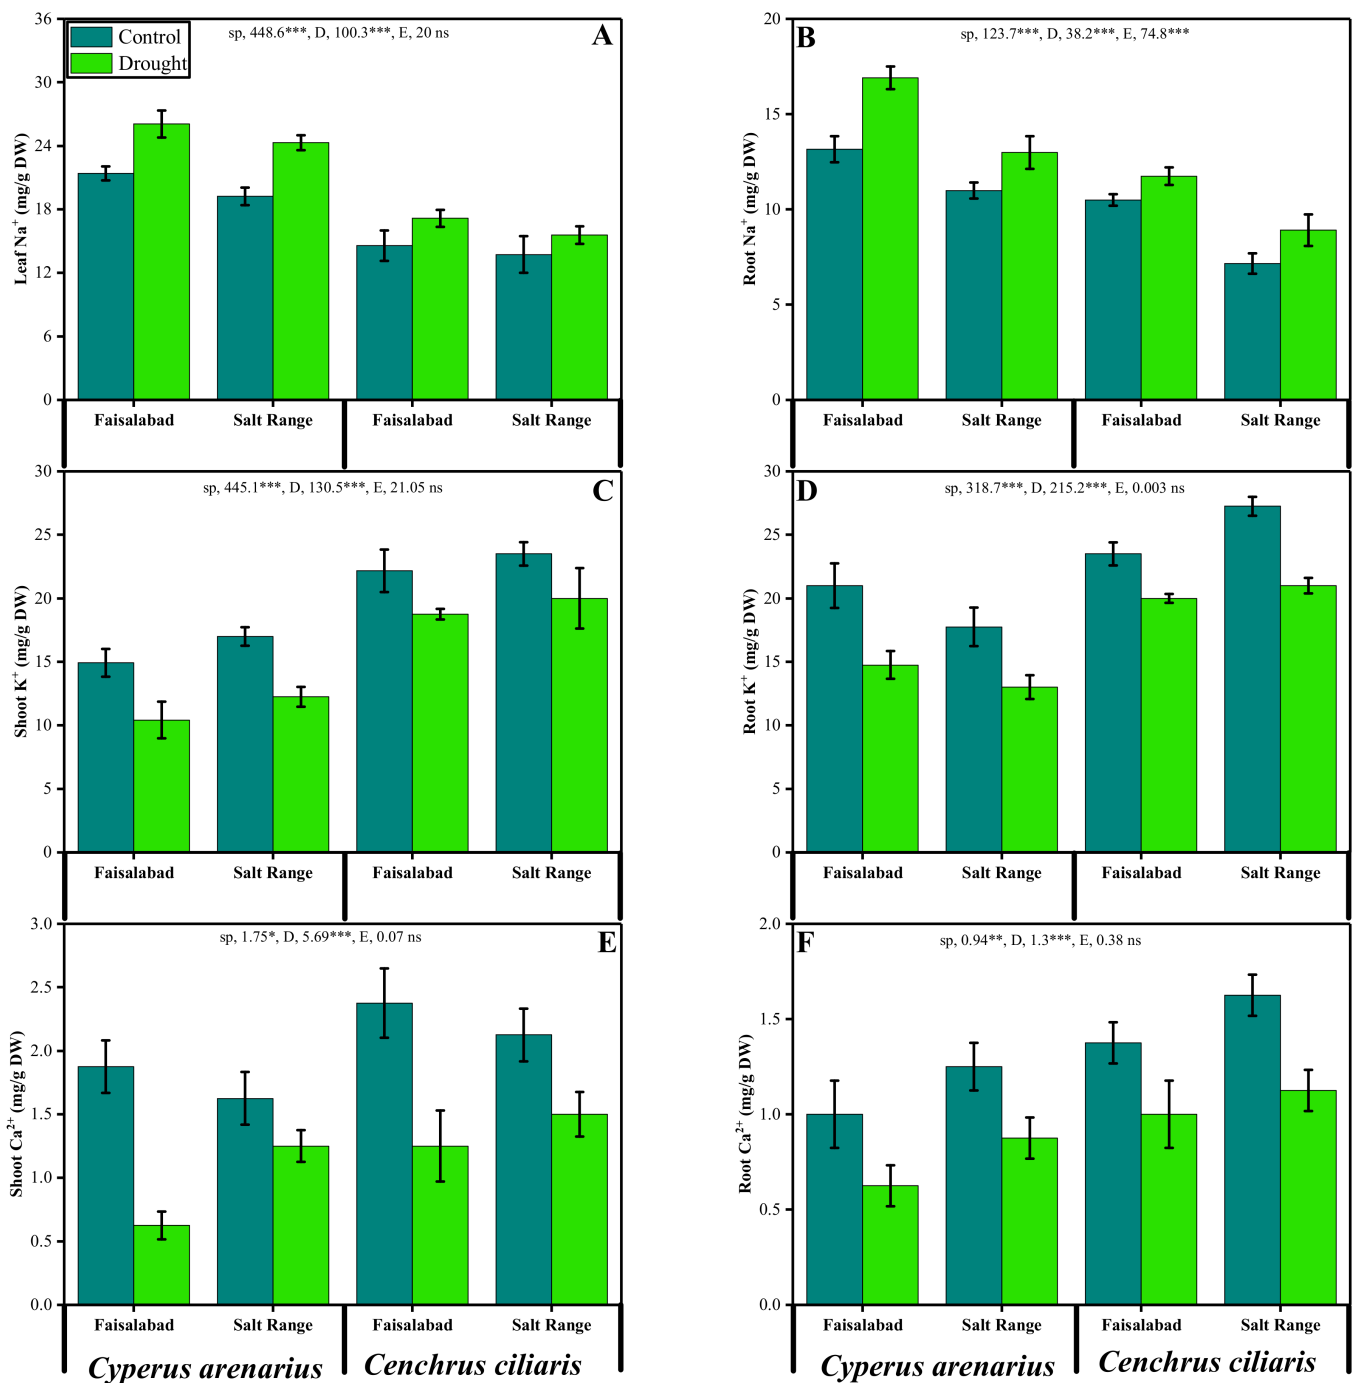 Control
Drought
sp, 448.6***, D, 100.3***, E, 20 ns
A
Leaf Na⁺ (mg/g DW)
36
30
24
18
12
6
0
Faisalabad
Salt Range
Faisalabad
Salt Range
sp, 123.7***, D, 38.2***, E, 74.8***
B
Root Na⁺ (mg/g DW)
20
15
10
5
0
Faisalabad
Salt Range
Faisalabad
Salt Range
sp, 445.1***, D, 130.5***, E, 21.05 ns
C
Shoot K⁺ (mg/g DW)
30
25
20
15
10
5
0
Faisalabad
Salt Range
Faisalabad
Salt Range
sp, 318.7***, D, 215.2***, E, 0.003 ns
D
Root K⁺ (mg/g DW)
30
25
20
15
10
5
0
Faisalabad
Salt Range
Faisalabad
Salt Range
sp, 1.75*, D, 5.69***, E, 0.07 ns
E
Shoot Ca²⁺ (mg/g DW)
3.0
2.5
2.0
1.5
1.0
0.5
0.0
Faisalabad
Salt Range
Faisalabad
Salt Range
Cyperus arenarius
Cenchrus ciliaris
sp, 0.94**, D, 1.3***, E, 0.38 ns
F
Root Ca²⁺ (mg/g DW)
2.0
1.5
1.0
0.5
0.0
Faisalabad
Salt Range
Faisalabad
Salt Range
Cyperus arenarius
Cenchrus ciliaris